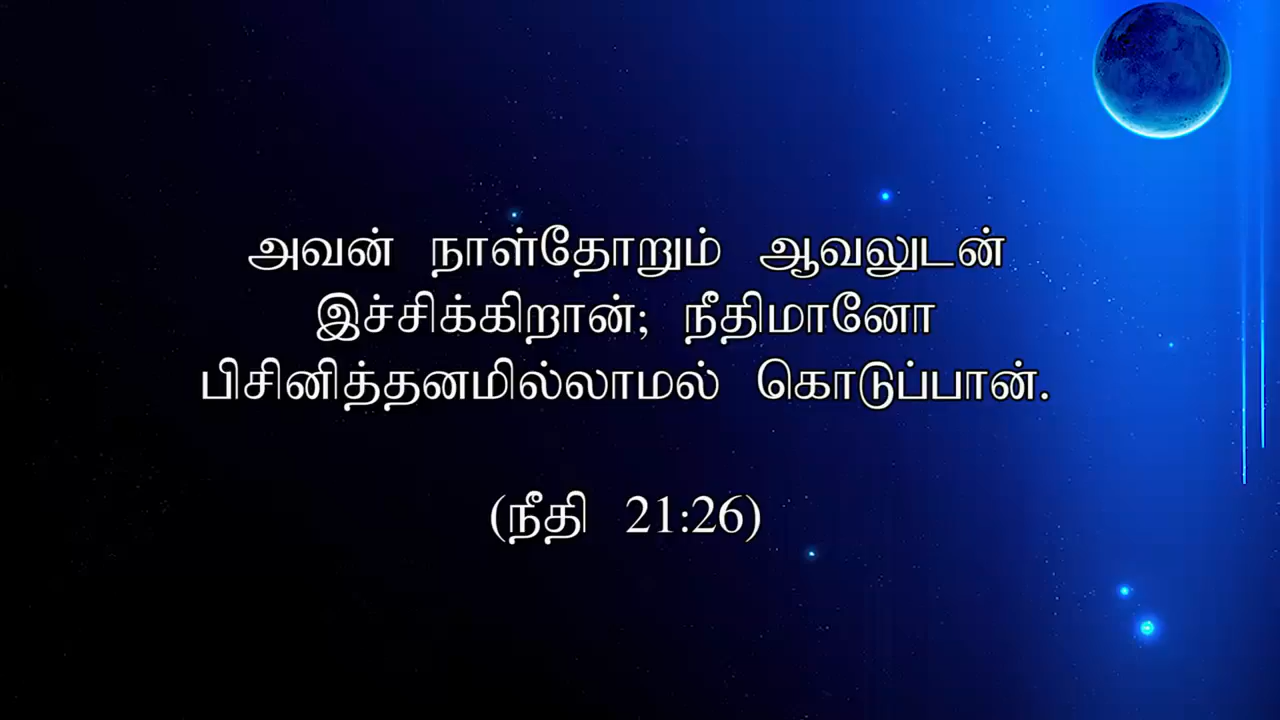 அவன் நாள்தோறும் ஆவலுடன்
இச்சிக்கிறான்; நீதிமானோ
பிசினித்தனமில்லாமல் கொடுப்பான்.
(நீதி 21:26)